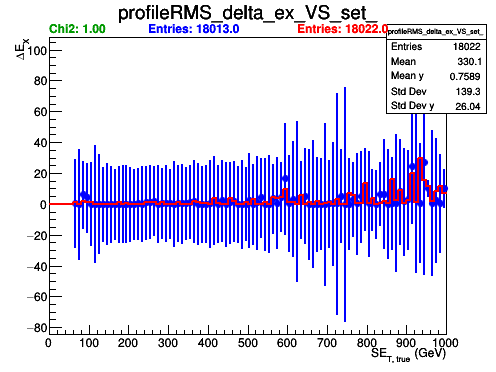 profileRMS_delta_ex_VS_set_
Chi2: 1.00 Entries: 18013.0 Entries: 18022.0
profileRMS_delta_ex_VS_set_
Entries 18022
Mean 330.1
Mean y 0.7589
Std Dev 139.3
Std Dev y 26.04
ΔEx
100
80
60
40
20
0
−20
−40
−60
−80
0 100 200 300 400 500 600 700 800 900 1000
SET, true (GeV)